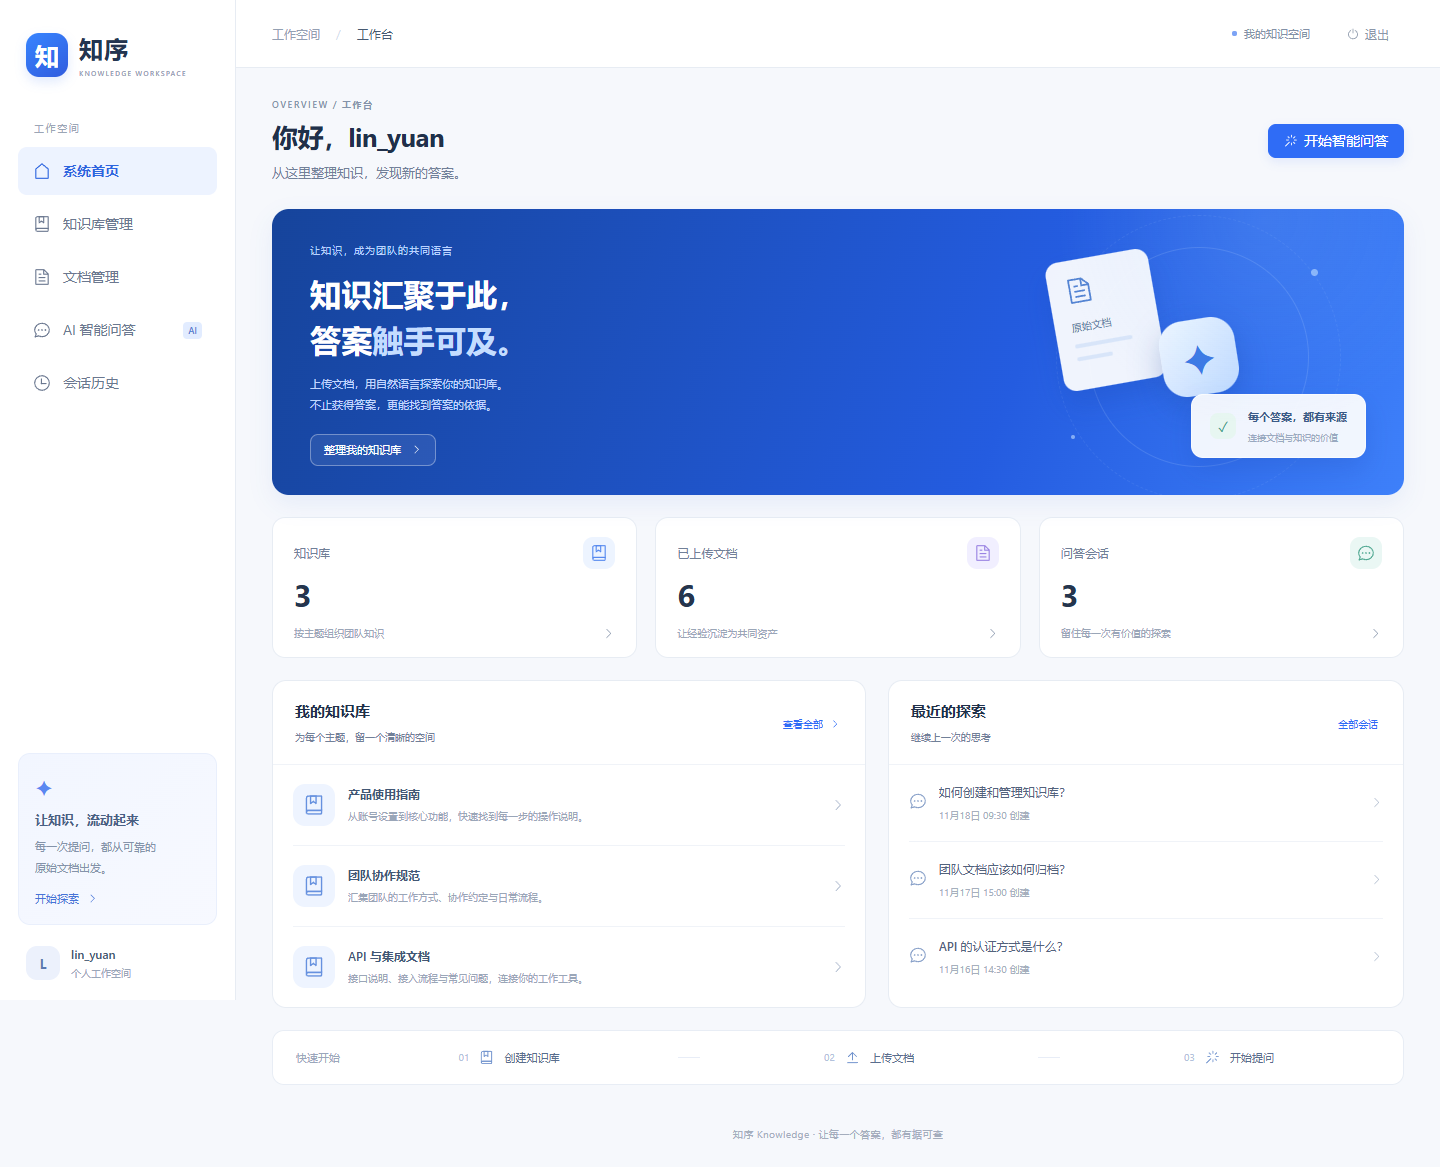 知 知序
KNOWLEDGE WORKSPACE
工作空间
系统首页
知识库管理
文档管理
AI 智能问答 AI
会话历史
让知识，流动起来
每一次提问，都从可靠的
原始文档出发。
开始探索
L lin_yuan
个人工作空间
工作空间 / 工作台
我的知识空间 退出
OVERVIEW / 工作台
你好，lin_yuan
从这里整理知识，发现新的答案。
开始智能问答
让知识，成为团队的共同语言
知识汇聚于此，
答案触手可及。
上传文档，用自然语言探索你的知识库。
不止获得答案，更能找到答案的依据。
整理我的知识库
原始文档
每个答案，都有来源
连接文档与知识的价值
知识库
3
按主题组织团队知识
已上传文档
6
让经验沉淀为共同资产
问答会话
3
留住每一次有价值的探索
我的知识库
为每个主题，留一个清晰的空间
查看全部
产品使用指南
从账号设置到核心功能，快速找到每一步的操作说明。
团队协作规范
汇集团队的工作方式、协作约定与日常流程。
API 与集成文档
接口说明、接入流程与常见问题，连接你的工作工具。
最近的探索
继续上一次的思考
全部会话
如何创建和管理知识库？
11月18日 09:30 创建
团队文档应该如何归档？
11月17日 15:00 创建
API 的认证方式是什么？
11月16日 14:30 创建
快速开始
01 创建知识库
02 上传文档
03 开始提问
知序 Knowledge · 让每一个答案，都有据可查